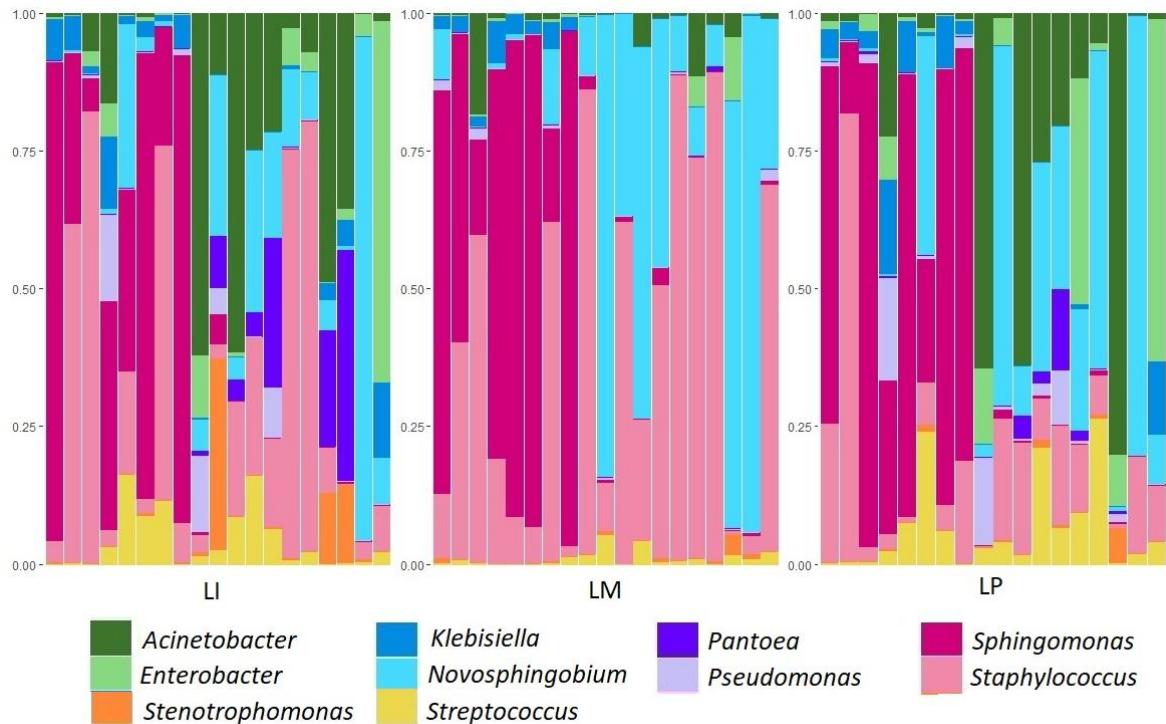 1.00 1.00 1.00
0.75 0.75 0.75
0.50 0.50 0.50
0.25 0.25 0.25
0.00 0.00 0.00
LI LM LP
Acinetobacter Klebisiella Pantoea Sphingomonas
Enterobacter Novosphingobium Pseudomonas Staphylococcus
Stenotrophomonas Streptococcus